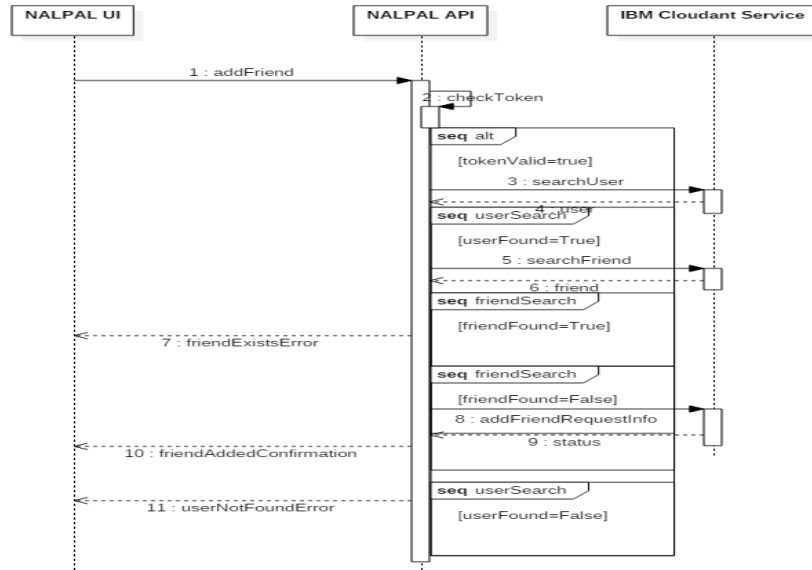 NALPAL UI
NALPAL API
IBM Cloudant Service
1 : addFriend
2 : checkToken
seq alt
[tokenValid=true]
3 : searchUser
4 : user
seq userSearch
[userFound=True]
5 : searchFriend
6 : friend
seq friendSearch
[friendFound=True]
7 : friendExistsError
seq friendSearch
[friendFound=False]
8 : addFriendRequestInfo
9 : status
10 : friendAddedConfirmation
seq userSearch
11 : userNotFoundError
[userFound=False]